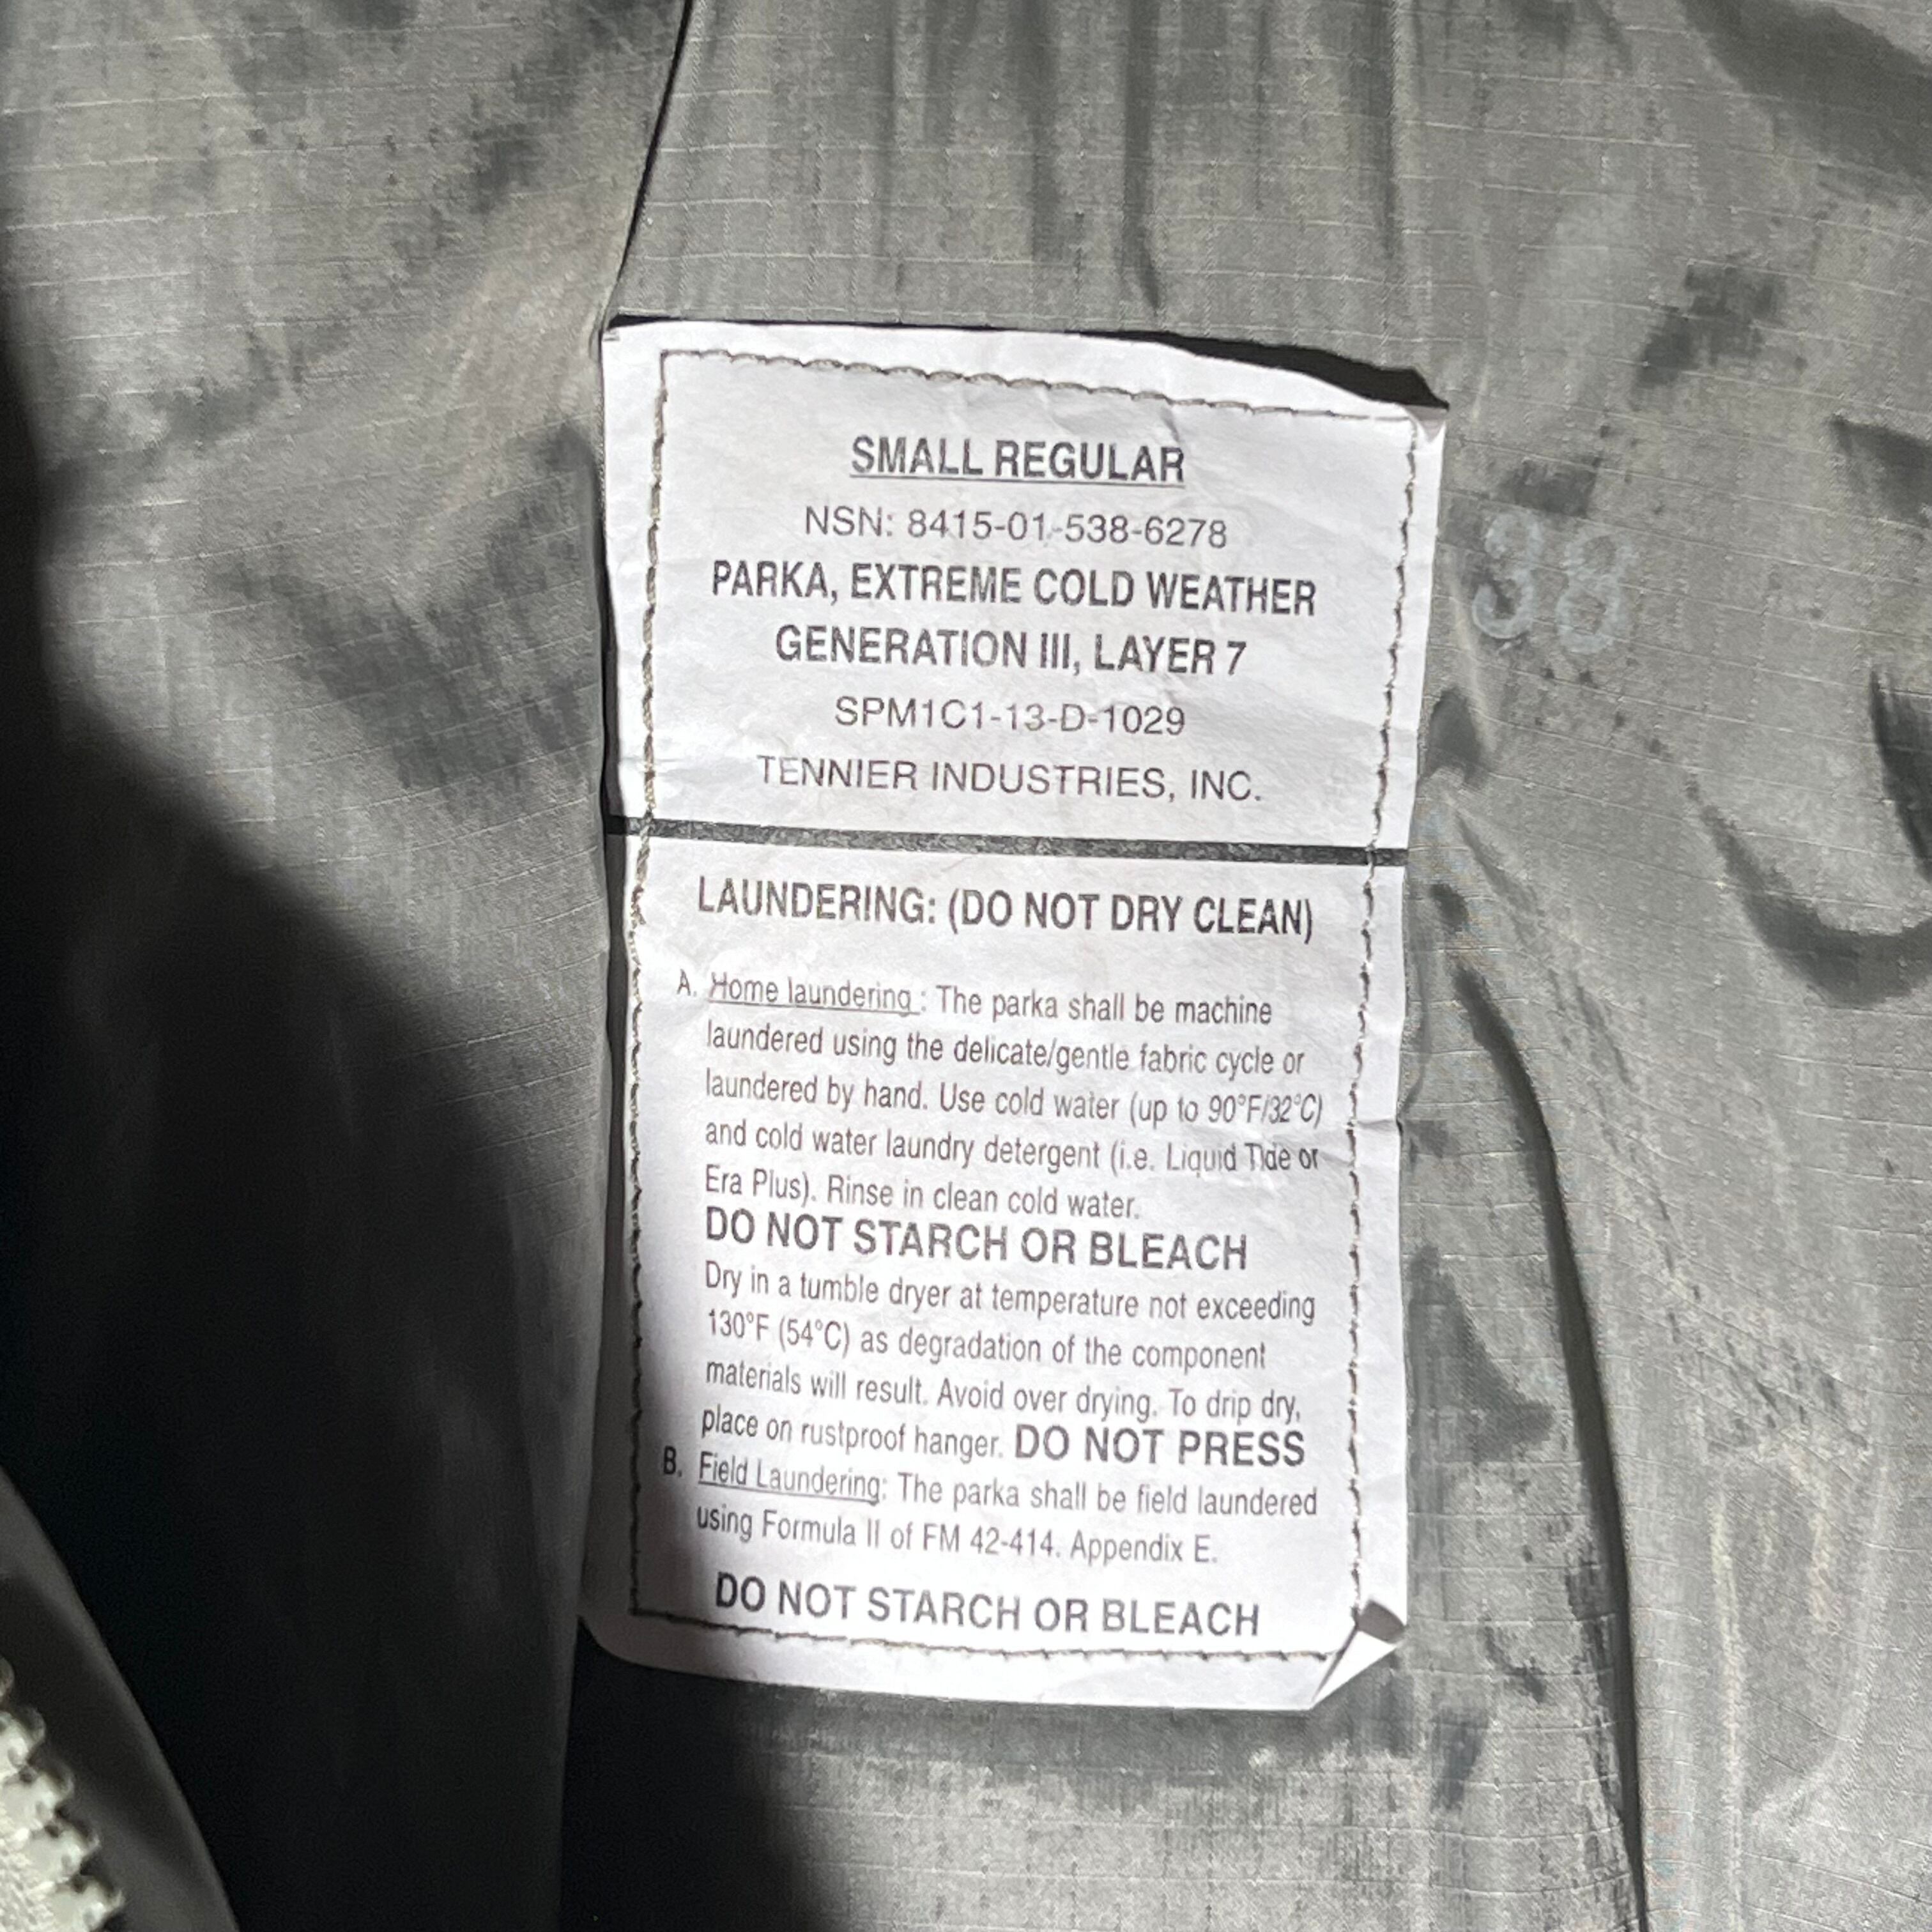 SMALL REGULAR
NSN: 8415-01-538-6278
PARKA, EXTREME COLD WEATHER
GENERATION III, LAYER 7
SPM1C1-13-D-1029
TENNIER INDUSTRIES, INC.
38
LAUNDERING: (DO NOT DRY CLEAN)
A. Home laundering : The parka shall be machine
laundered using the delicate/gentle fabric cycle or
laundered by hand. Use cold water (up to 90°F/32°C)
and cold water laundry detergent (i.e. Liquid Tide or
Era Plus). Rinse in clean cold water.
DO NOT STARCH OR BLEACH
Dry in a tumble dryer at temperature not exceeding
130°F (54°C) as degradation of the component
materials will result. Avoid over drying. To drip dry,
place on rustproof hanger. DO NOT PRESS
B. Field Laundering: The parka shall be field laundered
using Formula II of FM 42-414. Appendix E.
DO NOT STARCH OR BLEACH